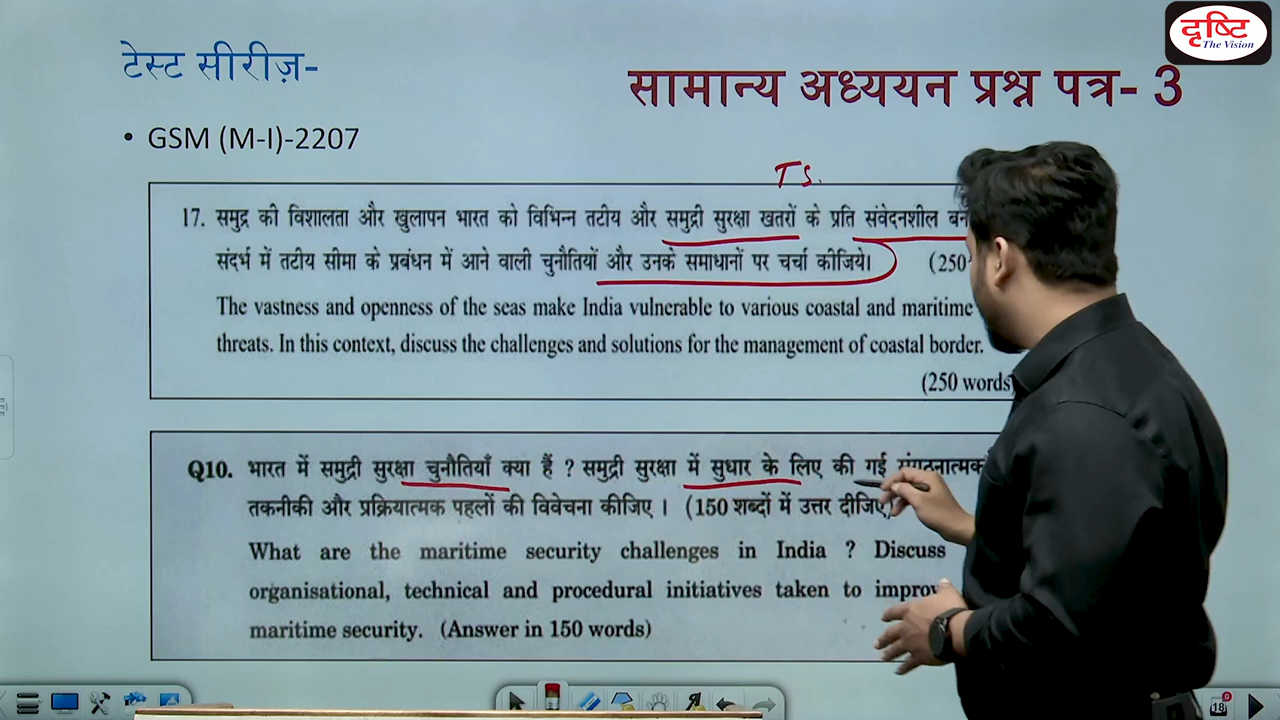 दृष्टि
The Vision
टेस्ट सीरीज़-
सामान्य अध्ययन प्रश्न पत्र- 3
• GSM (M-I)-2207
TS.
17. समुद्र की विशालता और खुलापन भारत को विभिन्न तटीय और समुद्री सुरक्षा खतरों के प्रति संवेदनशील
संदर्भ में तटीय सीमा के प्रबंधन में आने वाली चुनौतियों और उनके समाधानों पर चर्चा कीजिये। (250
The vastness and openness of the seas make India vulnerable to various coastal and maritime
threats. In this context, discuss the challenges and solutions for the management of coastal border.
(250 words)
Q10. भारत में समुद्री सुरक्षा चुनौतियाँ क्या हैं ? समुद्री सुरक्षा में सुधार के लिए की गई
तकनीकी और प्रक्रियात्मक पहलों की विवेचना कीजिए । (150 शब्दों में उत्तर दीजिए)
What are the maritime security challenges in India ? Discuss
organisational, technical and procedural initiatives taken to
maritime security. (Answer in 150 words)
18
0